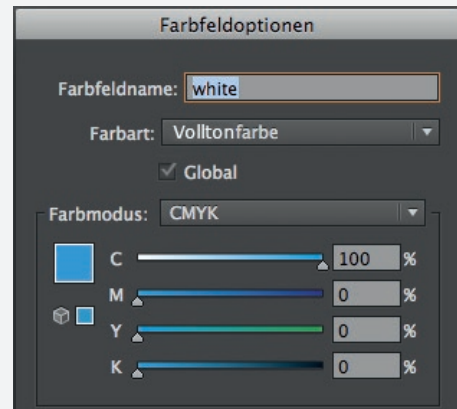 Farbfeldoptionen
Farbfeldname: white
Farbart: Volltonfarbe
Global
Farbmodus: CMYK
C 100 %
M 0 %
Y 0 %
K 0 %